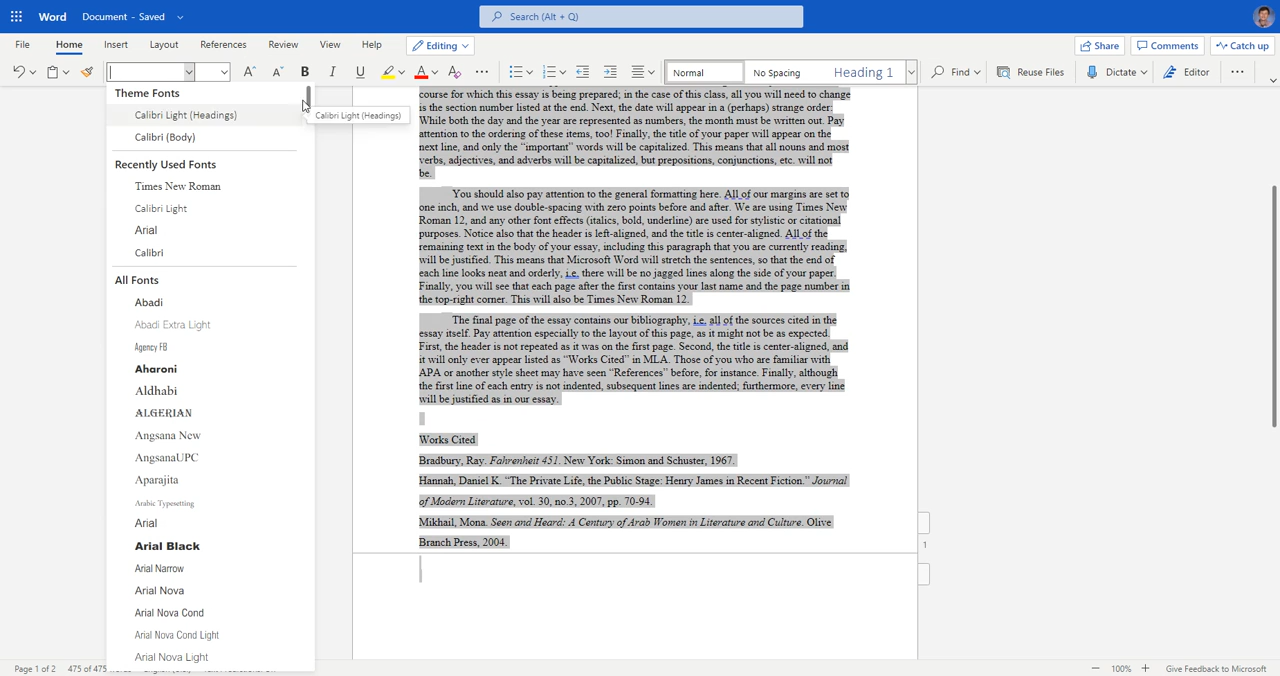 Word Document - Saved Search (Alt + Q)
File Home Insert Layout References Review View Help Editing Share Comments Catch up
B I U A Normal No Spacing Heading 1 Find Reuse Files Dictate Editor
Theme Fonts
Calibri Light (Headings)
Calibri Light (Headings)
Calibri (Body)
Recently Used Fonts
Times New Roman
Calibri Light
Arial
Calibri
All Fonts
Abadi
Abadi Extra Light
Agency FB
Aharoni
Aldhabi
ALGERIAN
Angsana New
AngsanaUPC
Aparajita
Arabic Typesetting
Arial
Arial Black
Arial Narrow
Arial Nova
Arial Nova Cond
Arial Nova Cond Light
Arial Nova Light
course for which this essay is being prepared; in the case of this class, all you will need to change
is the section number listed at the end. Next, the date will appear in a (perhaps) strange order:
While both the day and the year are represented as numbers, the month must be written out. Pay
attention to the ordering of these items, too! Finally, the title of your paper will appear on the
next line, and only the “important” words will be capitalized. This means that all nouns and most
verbs, adjectives, and adverbs will be capitalized, but prepositions, conjunctions, etc. will not
be.
You should also pay attention to the general formatting here. All of our margins are set to
one inch, and we use double-spacing with zero points before and after. We are using Times New
Roman 12, and any other font effects (italics, bold, underline) are used for stylistic or citational
purposes. Notice also that the header is left-aligned, and the title is center-aligned. All of the
remaining text in the body of your essay, including this paragraph that you are currently reading,
will be justified. This means that Microsoft Word will stretch the sentences, so that the end of
each line looks neat and orderly, i.e. there will be no jagged lines along the side of your paper.
Finally, you will see that each page after the first contains your last name and the page number in
the top-right corner. This will also be Times New Roman 12.
The final page of the essay contains our bibliography, i.e. all of the sources cited in the
essay itself. Pay attention especially to the layout of this page, as it might not be as expected.
First, the header is not repeated as it was on the first page. Second, the title is center-aligned, and
it will only ever appear listed as “Works Cited” in MLA. Those of you who are familiar with
APA or another style sheet may have seen “References” before, for instance. Finally, although
the first line of each entry is not indented, subsequent lines are indented; furthermore, every line
will be justified as in our essay.
Works Cited
Bradbury, Ray. Fahrenheit 451. New York: Simon and Schuster, 1967.
Hannah, Daniel K. “The Private Life, the Public Stage: Henry James in Recent Fiction.” Journal
of Modern Literature, vol. 30, no.3, 2007, pp. 70-94.
Mikhail, Mona. Seen and Heard: A Century of Arab Women in Literature and Culture. Olive
Branch Press, 2004.
1
Page 1 of 2 475 of 475 100% Give Feedback to Microsoft